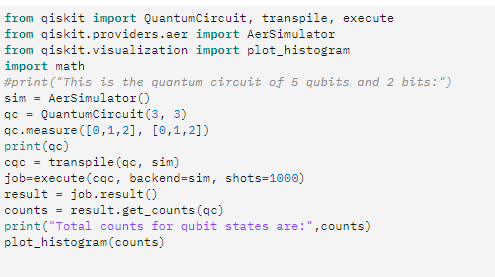 from qiskit import QuantumCircuit, transpile, execute
from qiskit.providers.aer import AerSimulator
from qiskit.visualization import plot_histogram
import math
#print("This is the quantum circuit of 5 qubits and 2 bits:")
sim = AerSimulator()
qc = QuantumCircuit(3, 3)
qc.measure([0,1,2], [0,1,2])
print(qc)
cqc = transpile(qc, sim)
job=execute(cqc, backend=sim, shots=1000)
result = job.result()
counts = result.get_counts(qc)
print("Total counts for qubit states are:",counts)
plot_histogram(counts)